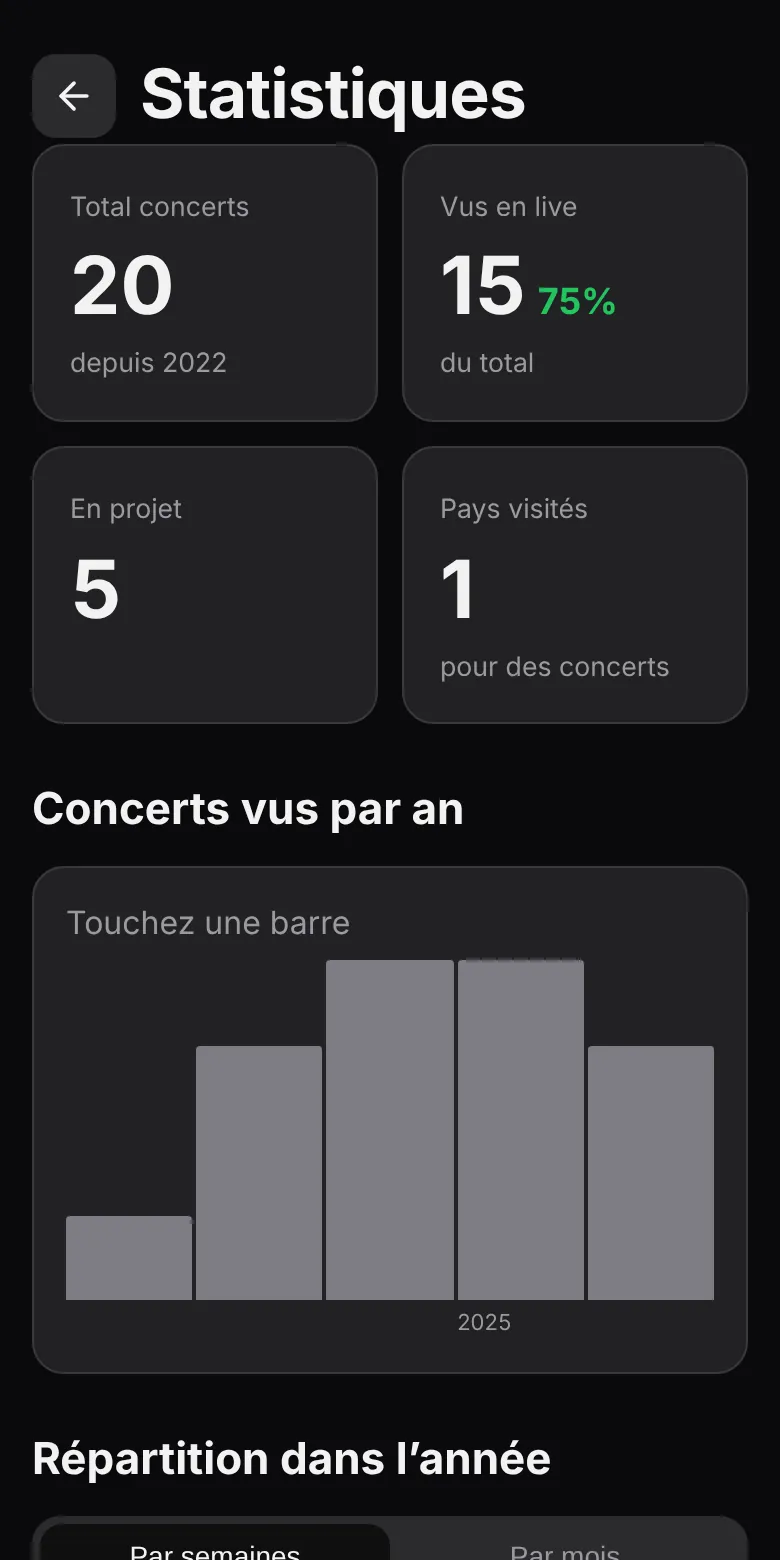 Statistiques
Total concerts
20
depuis 2022
Vus en live
15 75%
du total
En projet
5
Pays visités
1
pour des concerts
Concerts vus par an
Touchez une barre
2025
Répartition dans l’année
Par semaines
Par mois